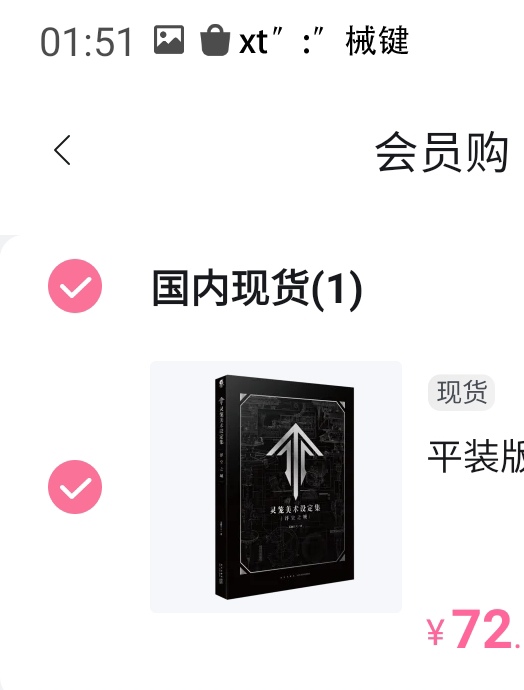 01:51 xt" :" 械键
会员购
国内现货(1)
现货
平装版
灵笼美术设定集
¥72.